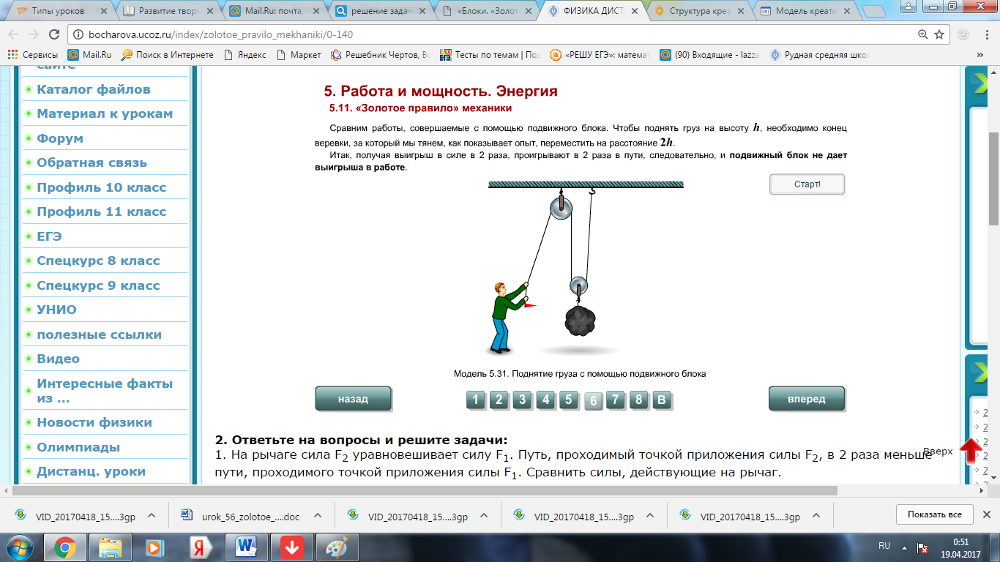 Типы уроков
Развитие творч
Mail.Ru: почта,
решение задач
«Блоки. «Золот
ФИЗИКА ДИСТ
Структура креа
Модель креати
bocharova.ucoz.ru/index/zolotoe_pravilo_mekhaniki/0-140
Сервисы
Mail.Ru
Поиск в Интернете
Яндекс
Маркет
Решебник Чертов, Во
Тесты по темам | Под
«РЕШУ ЕГЭ»: математ
(90) Входящие - lazza
Рудная средняя шко
»
сайте
Каталог файлов
Материал к урокам
Форум
Обратная связь
Профиль 10 класс
Профиль 11 класс
ЕГЭ
Спецкурс 8 класс
Спецкурс 9 класс
УНИО
полезные ссылки
Видео
Интересные факты
из ...
Новости физики
Олимпиады
Дистанц. уроки
5. Работа и мощность. Энергия
5.11. «Золотое правило» механики
Сравним работы, совершаемые с помощью подвижного блока. Чтобы поднять груз на высоту h, необходимо конец
веревки, за который мы тянем, как показывает опыт, переместить на расстояние 2h.
Итак, получая выигрыш в силе в 2 раза, проигрывают в 2 раза в пути, следовательно, и подвижный блок не дает
выигрыша в работе.
Старт!
Модель 5.31. Поднятие груза с помощью подвижного блока
назад
1 2 3 4 5 6 7 8 В
вперед
2. Ответьте на вопросы и решите задачи:
1. На рычаге сила F2 уравновешивает силу F1. Путь, проходимый точкой приложения силы F2, в 2 раза меньше
пути, проходимого точкой приложения силы F1. Сравнить силы, действующие на рычаг.
Вверх
VID_20170418_15....3gp
urok_56_zolotoe_....doc
VID_20170418_15....3gp
VID_20170418_15....3gp
VID_20170418_15....3gp
Показать все
RU
0:51
19.04.2017